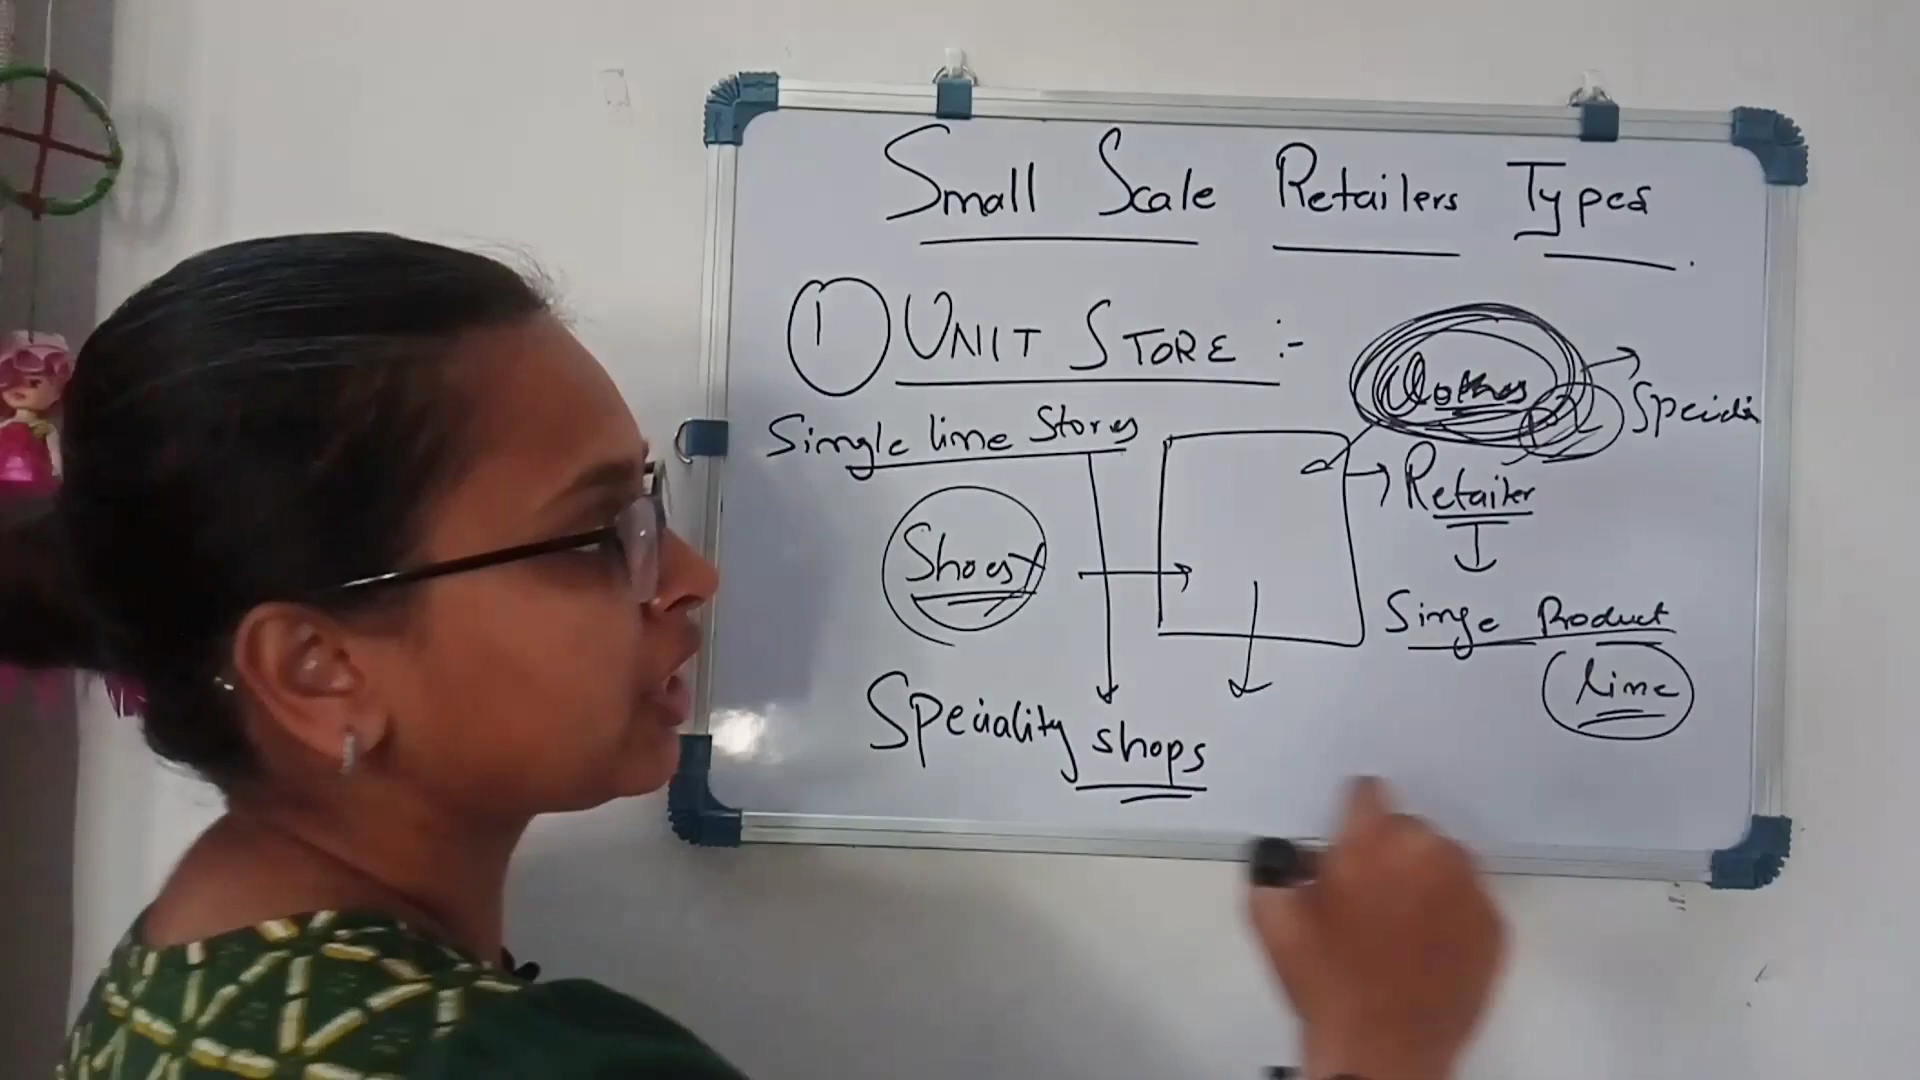 Small Scale Retailers Types
1 UNIT STORE :-
Clothes
Single line Stores
Retailer
Shoes
Single Product
line
Speciality shops